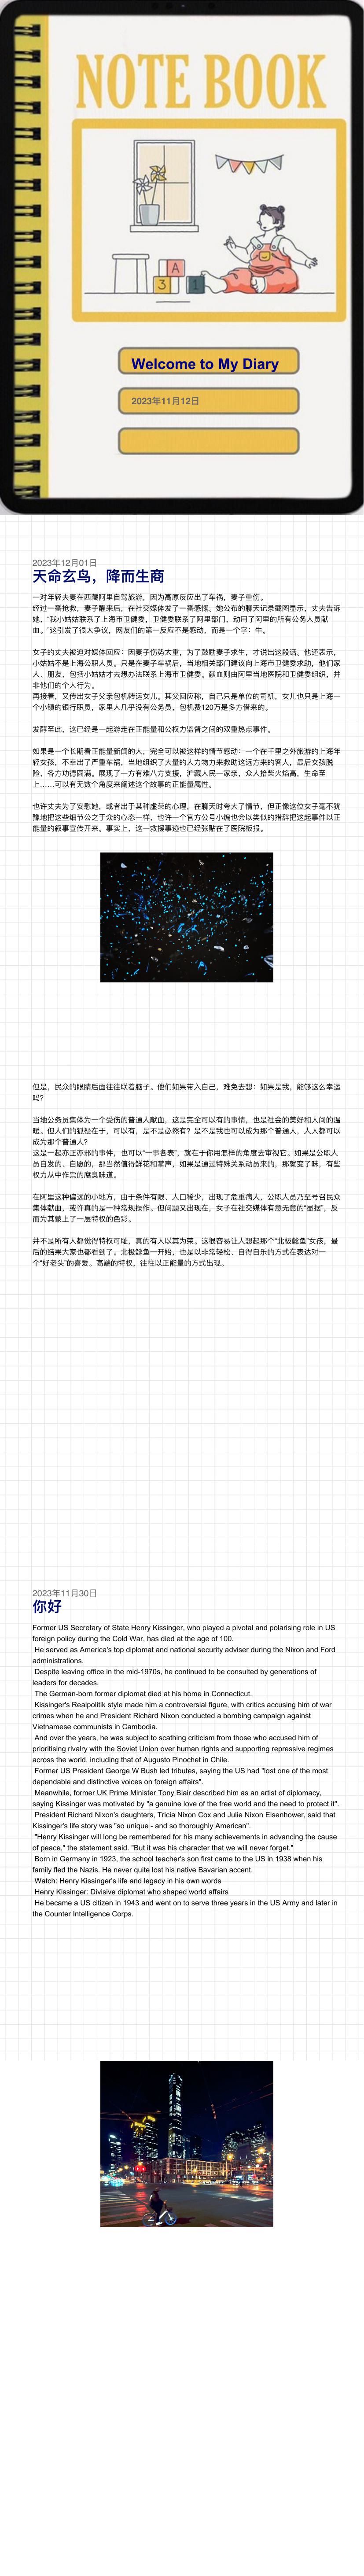 NOTE BOOK
A
3
1
Welcome to My Diary
2023年11月12日
2023年12月01日
天命玄鸟，降而生商
一对年轻夫妻在西藏阿里自驾旅游，因为高原反应出了车祸，妻子重伤。
经过一番抢救，妻子醒来后，在社交媒体发了一番感慨。她公布的聊天记录截图显示，丈夫告诉
她，“我小姑姑联系了上海市卫健委，卫健委联系了阿里部门，动用了阿里的所有公务人员献
血。”这引发了很大争议，网友们的第一反应不是感动，而是一个字：牛。
女子的丈夫被迫对媒体回应：因妻子伤势太重，为了鼓励妻子求生，才说出这段话。他还表示，
小姑姑不是上海公职人员。只是在妻子车祸后，当地相关部门建议向上海市卫健委求助，他们家
人、朋友，包括小姑姑才去想办法联系上海市卫健委。献血则由阿里当地医院和卫健委组织，并
非他们的个人行为。
再接着，又传出女子父亲包机转运女儿。其父回应称，自己只是单位的司机，女儿也只是上海一
个小镇的银行职员，家里人几乎没有公务员，包机费120万是多方借来的。
发酵至此，这已经是一起游走在正能量和公权力监督之间的双重热点事件。
如果是一个长期看正能量新闻的人，完全可以被这样的情节感动：一个在千里之外旅游的上海年
轻女孩，不幸出了严重车祸，当地组织了大量的人力物力来救助这远方来的客人，最后女孩脱
险，各方功德圆满。展现了一方有难八方支援，沪藏人民一家亲，众人拾柴火焰高，生命至
上……可以有无数个角度来阐述这个故事的正能量属性。
也许丈夫为了安慰她，或者出于某种虚荣的心理，在聊天时夸大了情节，但正像这位女子毫不犹
豫地把这些细节公之于众的心态一样，也许一个官方公号小编也会以类似的措辞把这起事件以正
能量的叙事宣传开来。事实上，这一救援事迹也已经张贴在了医院板报。
但是，民众的眼睛后面往往联着脑子。他们如果带入自己，难免去想：如果是我，能够这么幸运
吗？
当地公务员集体为一个受伤的普通人献血，这是完全可以有的事情，也是社会的美好和人间的温
暖。但人们的狐疑在于，可以有，是不是必然有？是不是我也可以成为那个普通人，人人都可以
成为那个普通人？
这是一起亦正亦邪的事件，也可以“一事各表”，就在于你用怎样的角度去审视它。如果是公职人
员自发的、自愿的，那当然值得鲜花和掌声，如果是通过特殊关系动员来的，那就变了味，有些
权力从中作祟的腐臭味道。
在阿里这种偏远的小地方，由于条件有限、人口稀少，出现了危重病人，公职人员乃至号召民众
集体献血，或许真的是一种常规操作。但问题又出现在，女子在社交媒体有意无意的“显摆”，反
而为其蒙上了一层特权的色彩。
并不是所有人都觉得特权可耻，真的有人以其为荣。这很容易让人想起那个“北极鲶鱼”女孩，最
后的结果大家也都看到了。北极鲶鱼一开始，也是以非常轻松、自得自乐的方式在表达对一
个“好老头”的喜爱。高端的特权，往往以正能量的方式出现。
2023年11月30日
你好
Former US Secretary of State Henry Kissinger, who played a pivotal and polarising role in US
foreign policy during the Cold War, has died at the age of 100.
He served as America's top diplomat and national security adviser during the Nixon and Ford
administrations.
Despite leaving office in the mid-1970s, he continued to be consulted by generations of
leaders for decades.
The German-born former diplomat died at his home in Connecticut.
Kissinger's Realpolitik style made him a controversial figure, with critics accusing him of war
crimes when he and President Richard Nixon conducted a bombing campaign against
Vietnamese communists in Cambodia.
And over the years, he was subject to scathing criticism from those who accused him of
prioritising rivalry with the Soviet Union over human rights and supporting repressive regimes
across the world, including that of Augusto Pinochet in Chile.
Former US President George W Bush led tributes, saying the US had "lost one of the most
dependable and distinctive voices on foreign affairs".
Meanwhile, former UK Prime Minister Tony Blair described him as an artist of diplomacy,
saying Kissinger was motivated by "a genuine love of the free world and the need to protect it".
President Richard Nixon's daughters, Tricia Nixon Cox and Julie Nixon Eisenhower, said that
Kissinger's life story was "so unique - and so thoroughly American".
"Henry Kissinger will long be remembered for his many achievements in advancing the cause
of peace," the statement said. "But it was his character that we will never forget."
Born in Germany in 1923, the school teacher's son first came to the US in 1938 when his
family fled the Nazis. He never quite lost his native Bavarian accent.
Watch: Henry Kissinger's life and legacy in his own words
Henry Kissinger: Divisive diplomat who shaped world affairs
He became a US citizen in 1943 and went on to serve three years in the US Army and later in
the Counter Intelligence Corps.